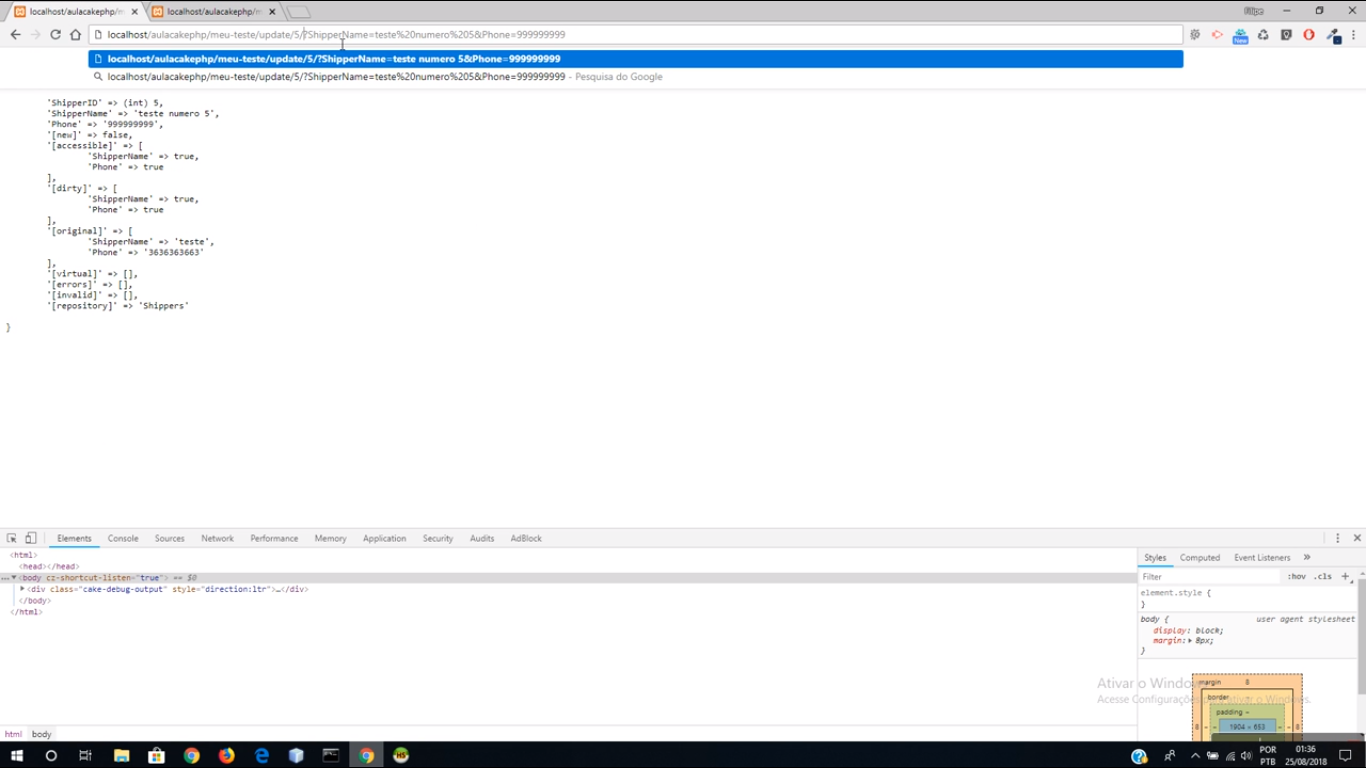 localhost/aulacakephp/m
localhost/aulacakephp/m
Filipe
localhost/aulacakephp/meu-teste/update/5/?ShipperName=teste%20numero%205&Phone=999999999
New
localhost/aulacakephp/meu-teste/update/5/?ShipperName=teste numero 5&Phone=999999999
localhost/aulacakephp/meu-teste/update/5/?ShipperName=teste%20numero%205&Phone=999999999 - Pesquisa do Google
'ShipperID' => (int) 5,
'ShipperName' => 'teste numero 5',
'Phone' => '999999999',
'[new]' => false,
'[accessible]' => [
'ShipperName' => true,
'Phone' => true
],
'[dirty]' => [
'ShipperName' => true,
'Phone' => true
],
'[original]' => [
'ShipperName' => 'teste',
'Phone' => '3636363663'
],
'[virtual]' => [],
'[errors]' => [],
'[invalid]' => [],
'[repository]' => 'Shippers'
}
Elements Console Sources Network Performance Memory Application Security Audits AdBlock
<html>
<head></head>
<body cz-shortcut-listen="true"> == $0
<div class="cake-debug-output" style="direction:ltr">…</div>
</body>
</html>
Styles Computed Event Listeners »
Filter :hov .cls +
element.style {
}
body { user agent stylesheet
display: block;
margin: 8px;
}
margin 8
border -
padding -
8 - - 1904 × 693 - - 8
Ativar o Windows
Acesse Configurações para ativar o Windows.
html body
POR
PTB
01:36
25/08/2018